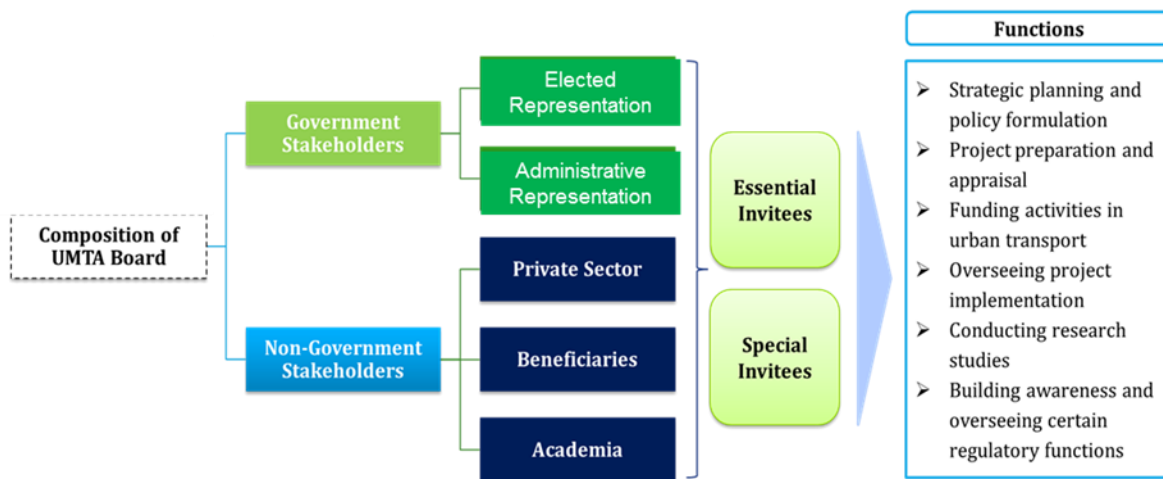 Composition of
UMTA Board
Government
Stakeholders
Non-Government
Stakeholders
Elected
Representation
Administrative
Representation
Private Sector
Beneficiaries
Academia
Essential
Invitees
Special
Invitees
Functions
➢ Strategic planning and
policy formulation
➢ Project preparation and
appraisal
➢ Funding activities in
urban transport
➢ Overseeing project
implementation
➢ Conducting research
studies
➢ Building awareness and
overseeing certain
regulatory functions